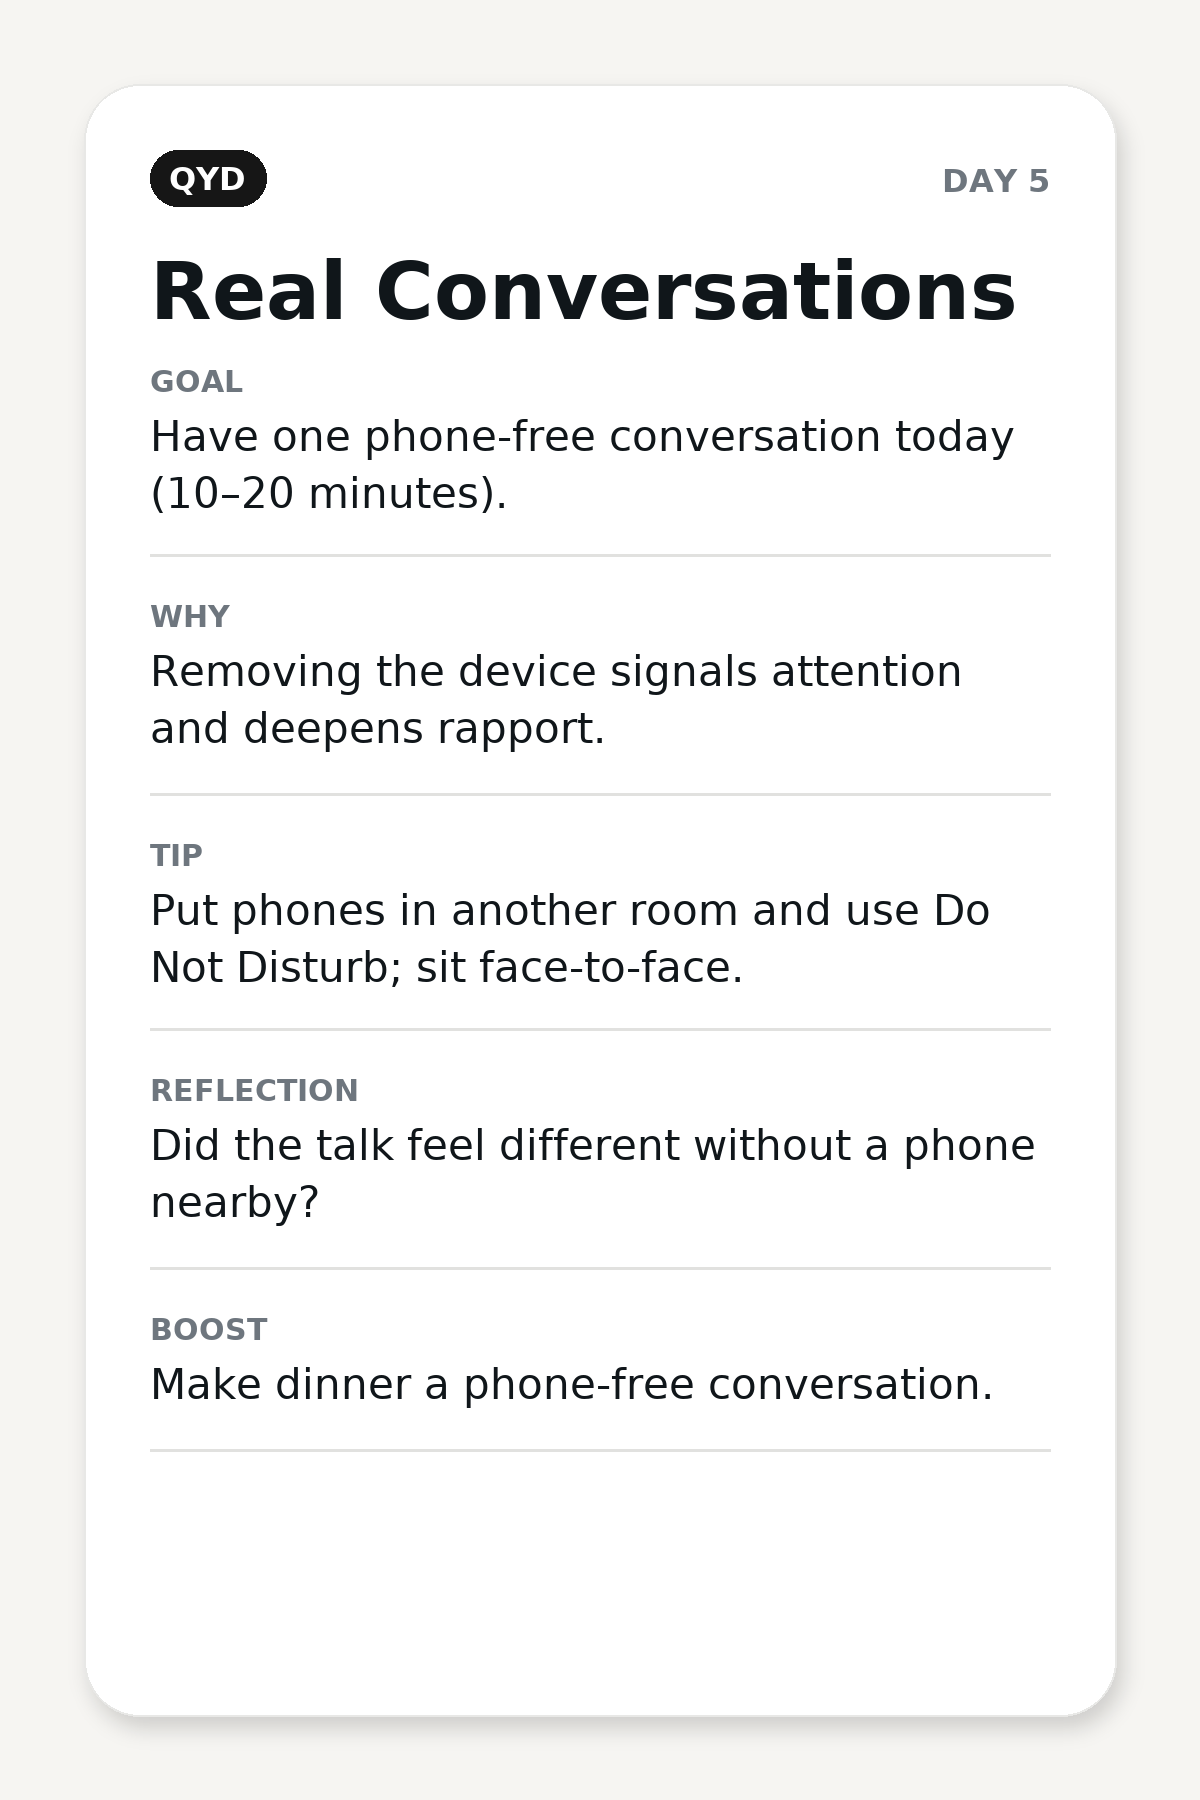 QYD
DAY 5
Real Conversations
GOAL
Have one phone-free conversation today
(10–20 minutes).
WHY
Removing the device signals attention
and deepens rapport.
TIP
Put phones in another room and use Do
Not Disturb; sit face-to-face.
REFLECTION
Did the talk feel different without a phone
nearby?
BOOST
Make dinner a phone-free conversation.